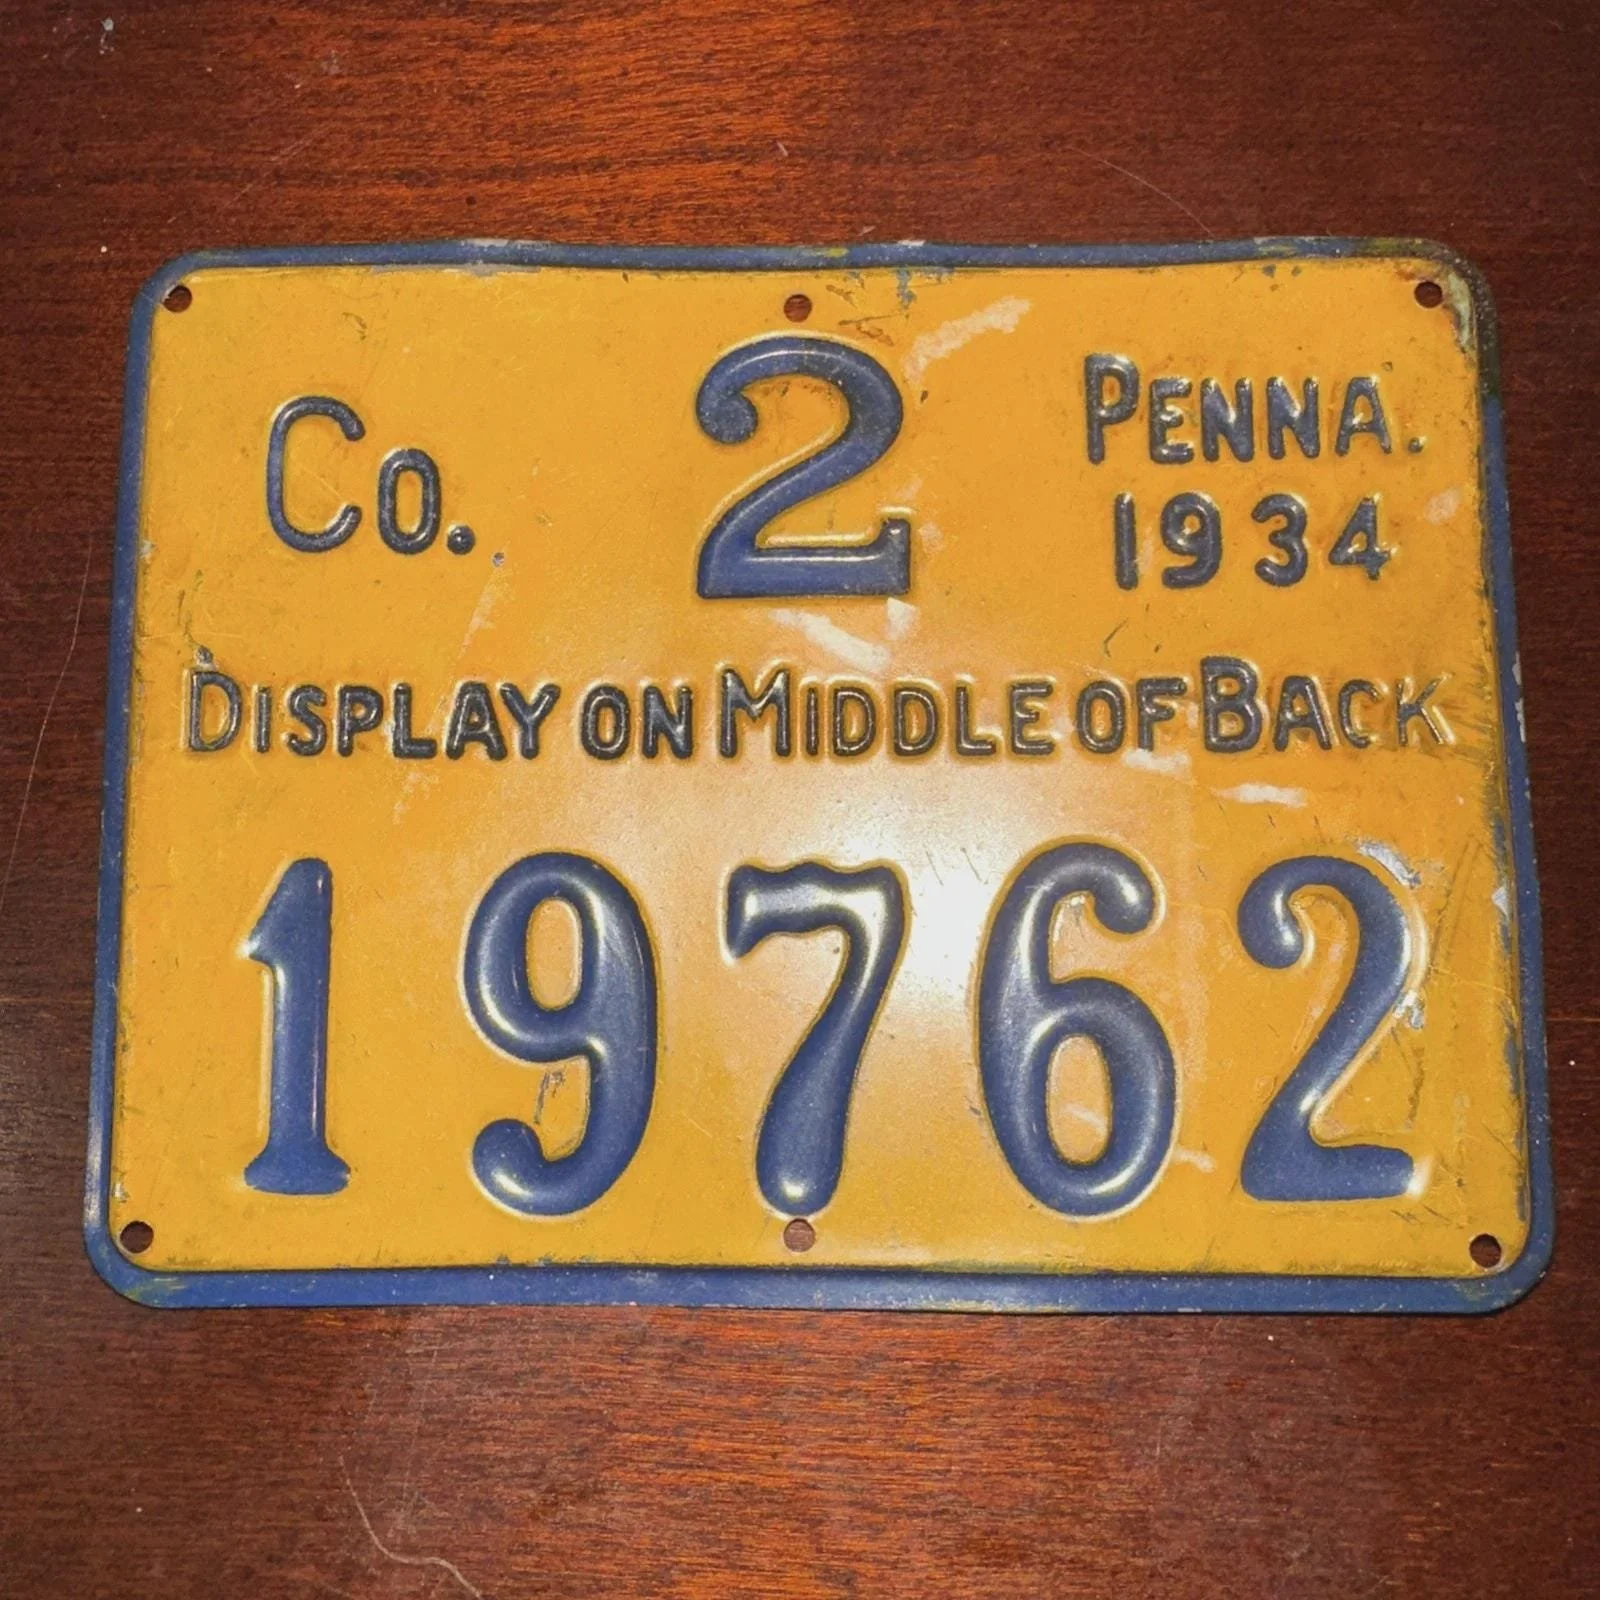 Co. 2 PENNA.
1934
DISPLAY ON MIDDLE OF BACK
19762